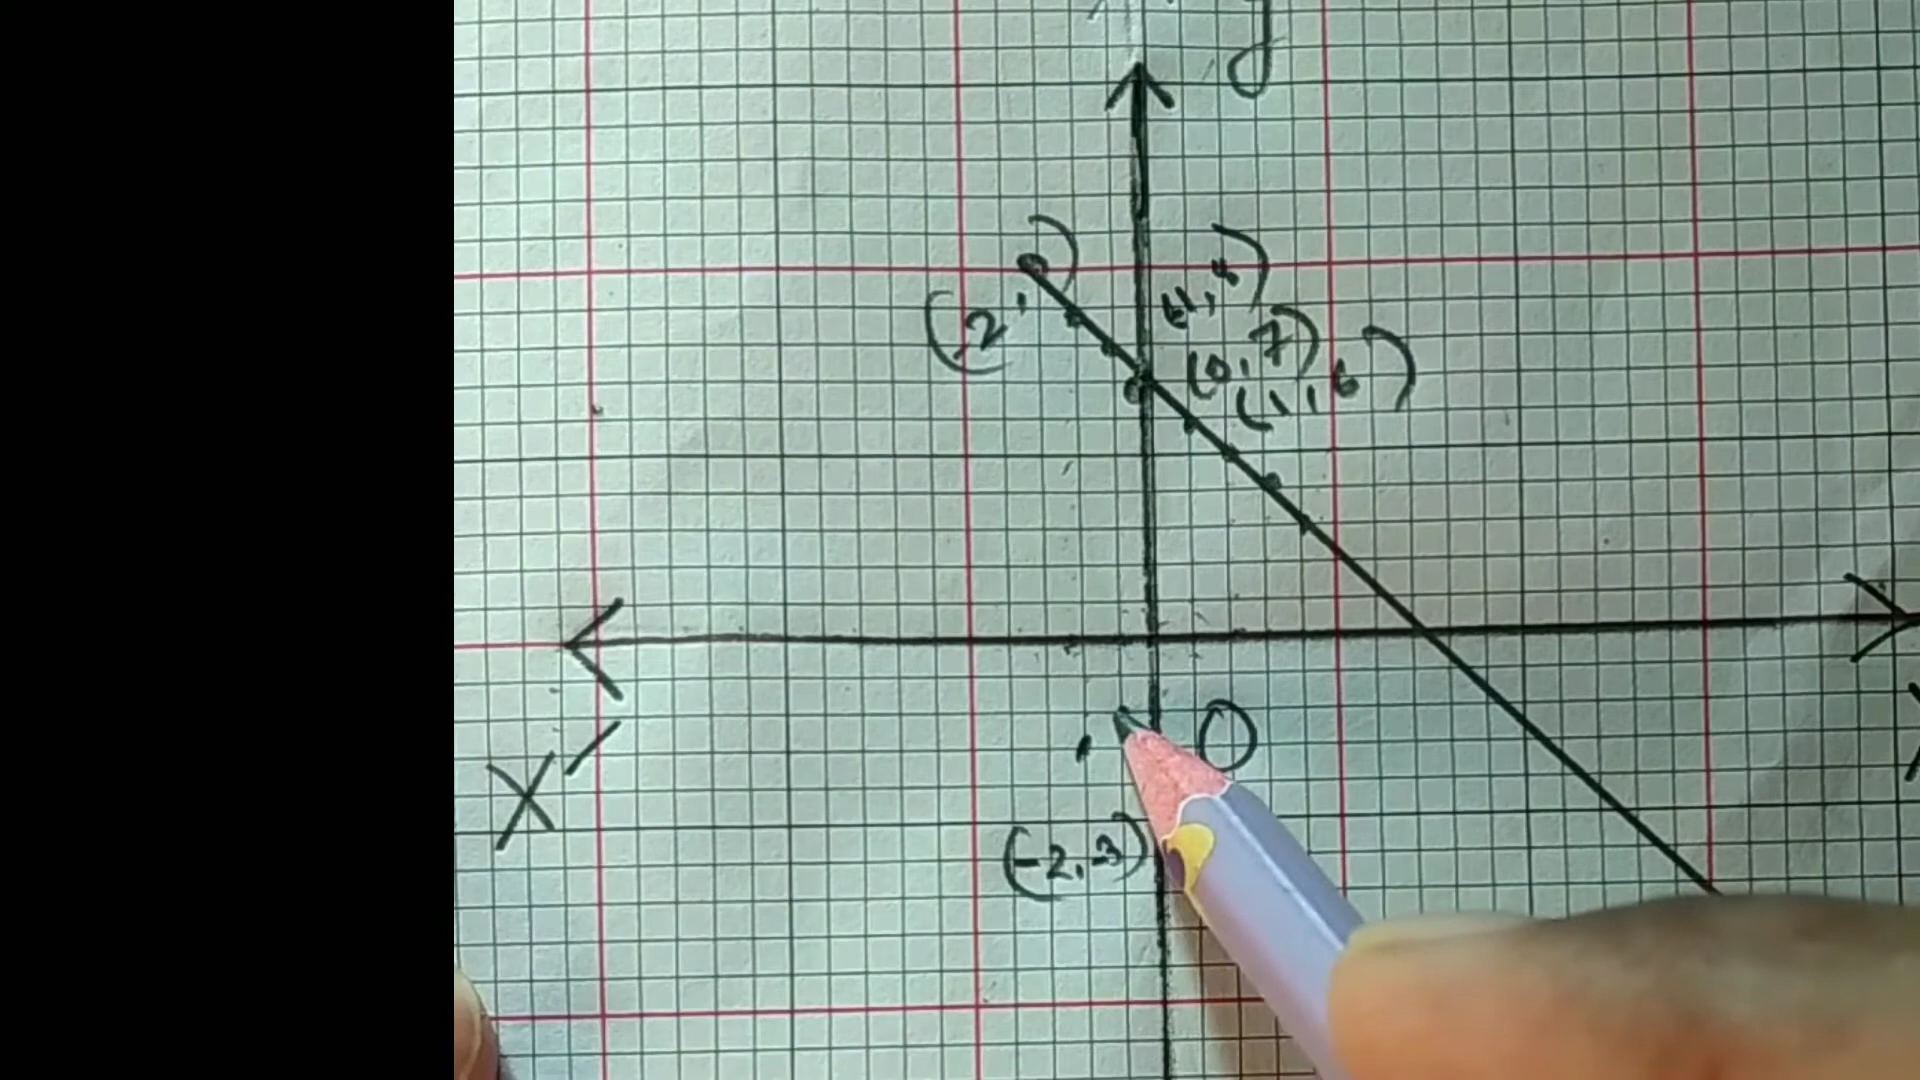 y
(-1, 8)
(2,
(0, 7)
(1, 6)
X′
O
(-2, -3)